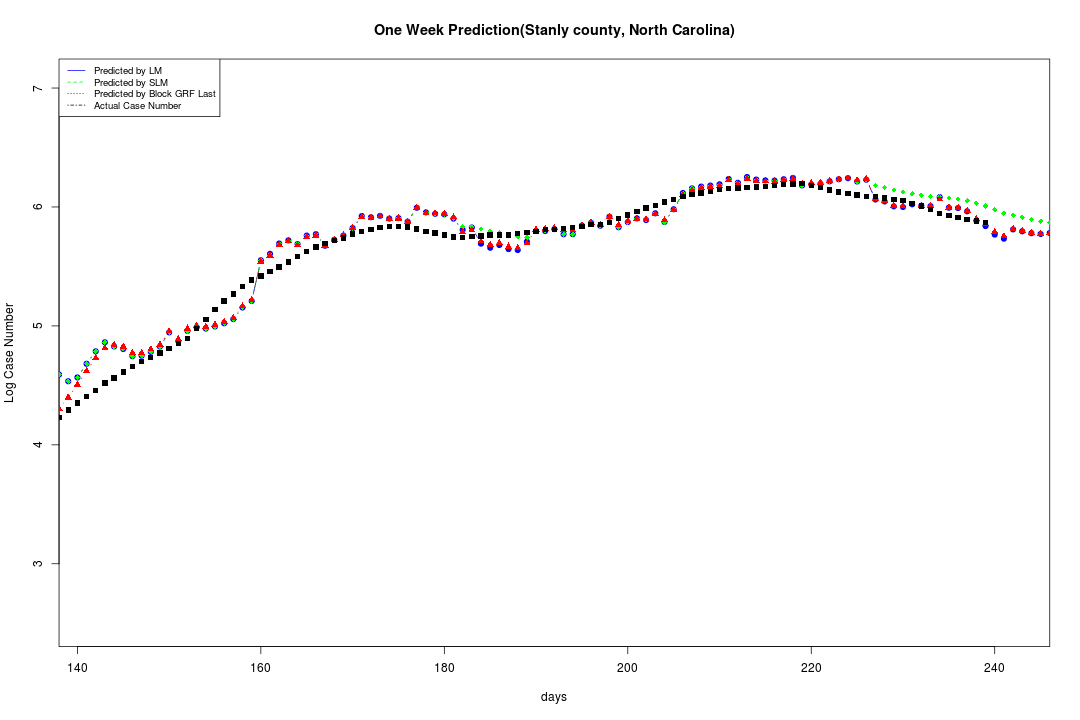 One Week Prediction(Stanly county, North Carolina)
Predicted by LM
Predicted by SLM
Predicted by Block GRF Last
Actual Case Number
7
6
5
4
3
Log Case Number
140 160 180 200 220 240
days